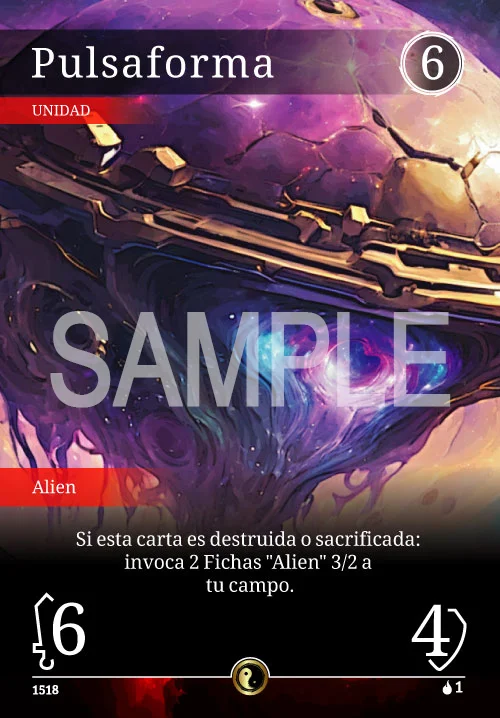 Pulsaforma
6
UNIDAD
SAMPLE
Alien
Si esta carta es destruida o sacrificada:
invoca 2 Fichas "Alien" 3/2 a
tu campo.
6
4
1518
1